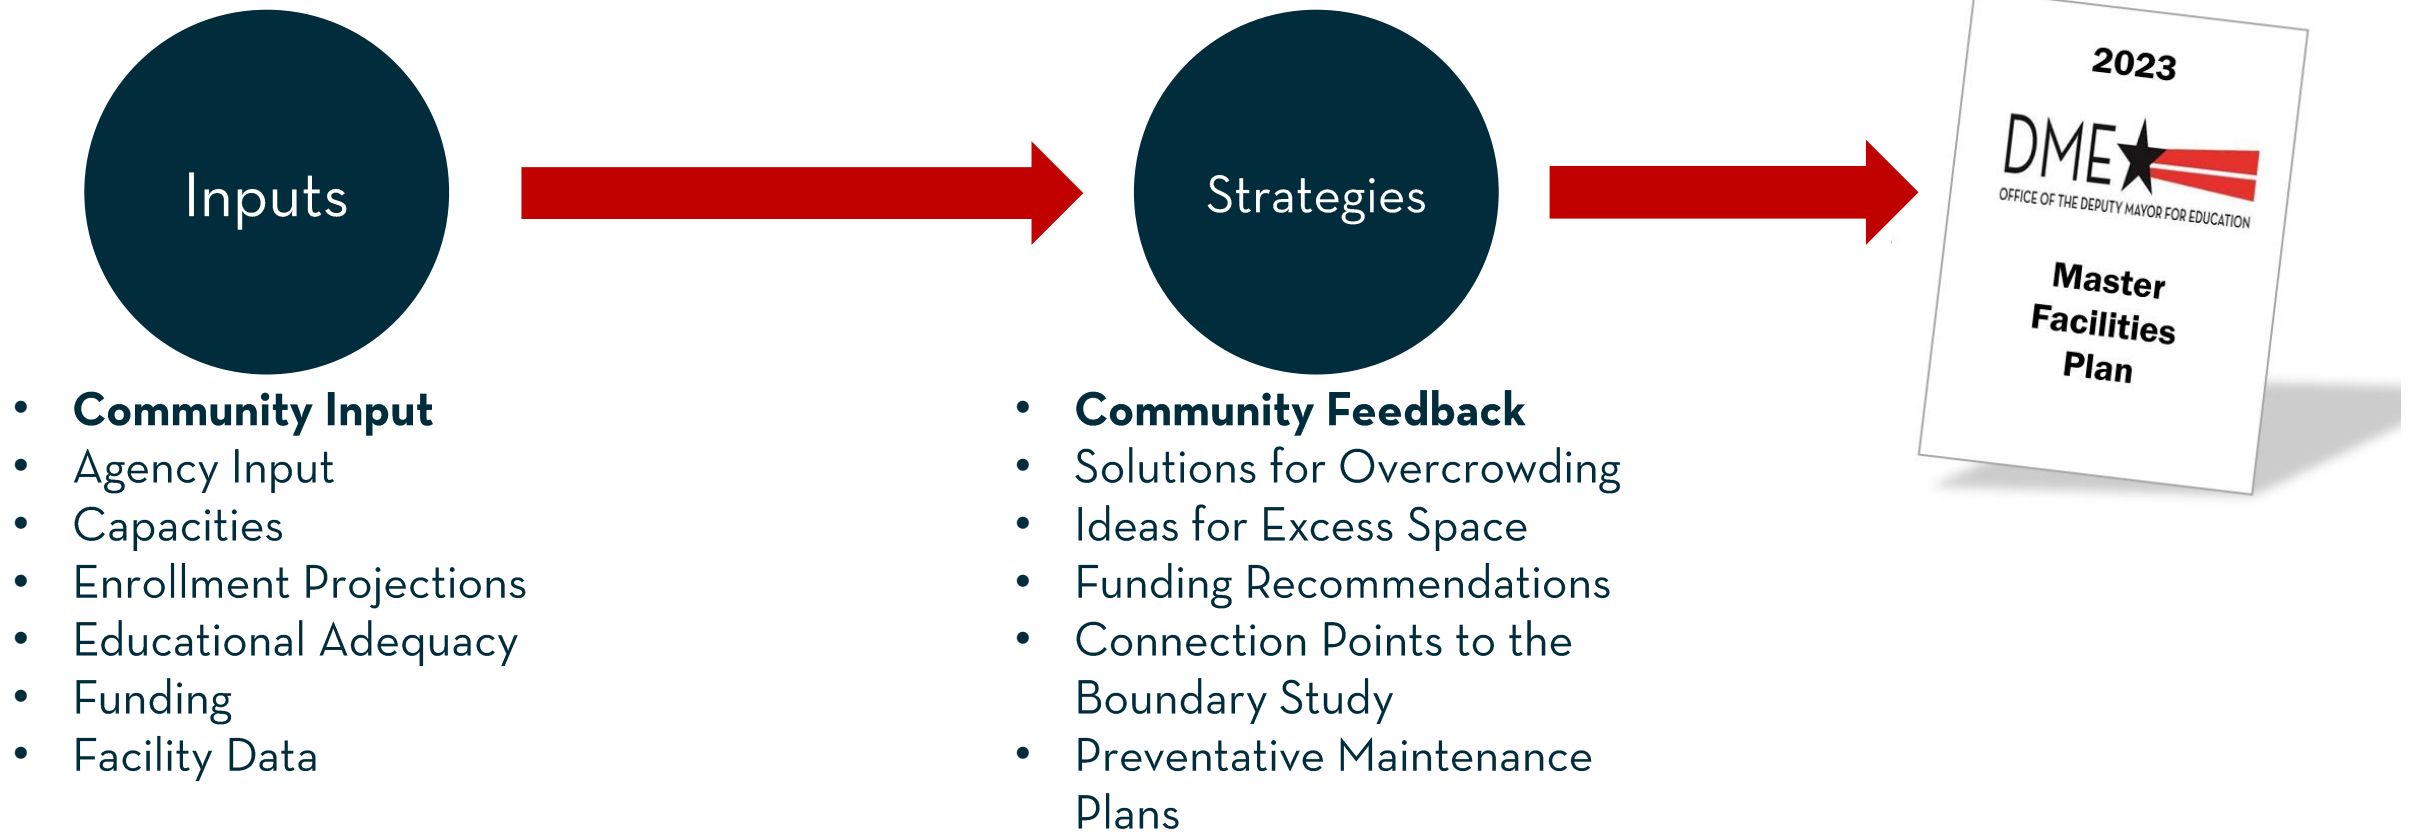 Inputs
• Community Input
• Agency Input
• Capacities
• Enrollment Projections
• Educational Adequacy
• Funding
• Facility Data
Strategies
• Community Feedback
• Solutions for Overcrowding
• Ideas for Excess Space
• Funding Recommendations
• Connection Points to the
Boundary Study
• Preventative Maintenance
Plans
2023
DME
OFFICE OF THE DEPUTY MAYOR FOR EDUCATION
Master
Facilities
Plan